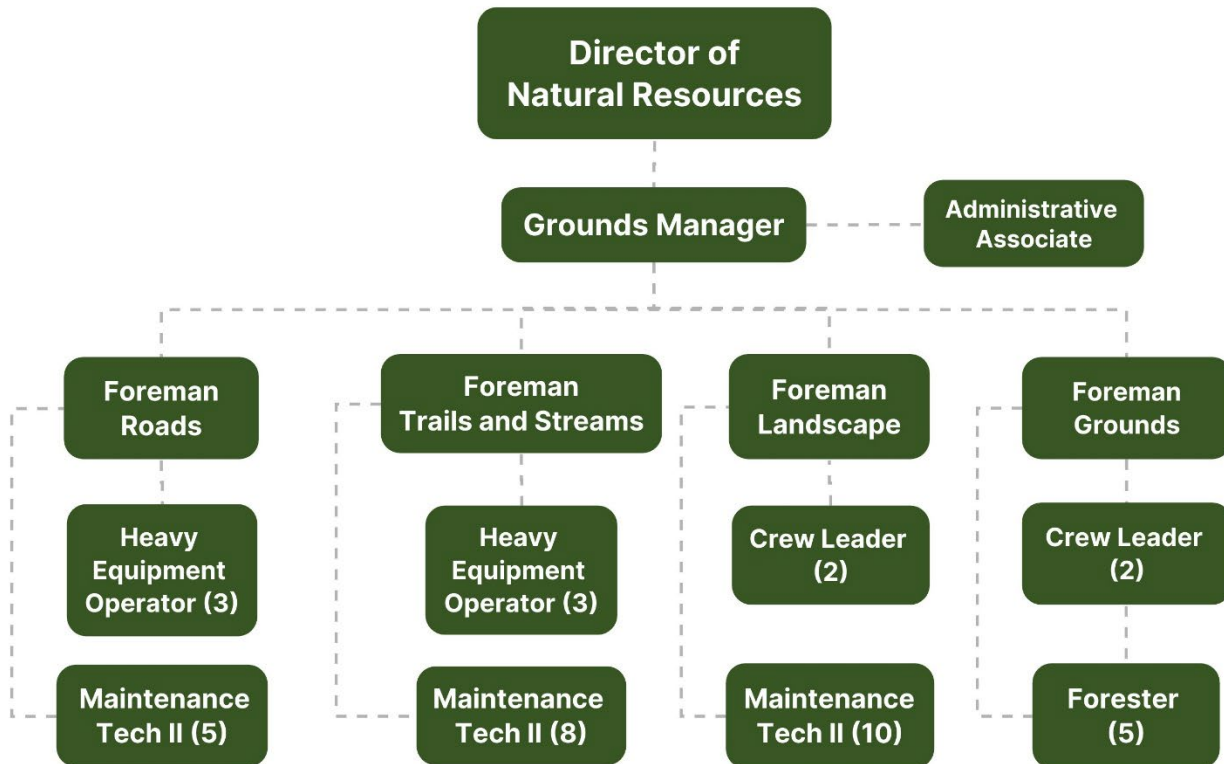 Director of
Natural Resources
Grounds Manager
Administrative
Associate
Foreman
Roads
Foreman
Trails and Streams
Foreman
Landscape
Foreman
Grounds
Heavy
Equipment
Operator (3)
Heavy
Equipment
Operator (3)
Crew Leader
(2)
Crew Leader
(2)
Maintenance
Tech II (5)
Maintenance
Tech II (8)
Maintenance
Tech II (10)
Forester
(5)